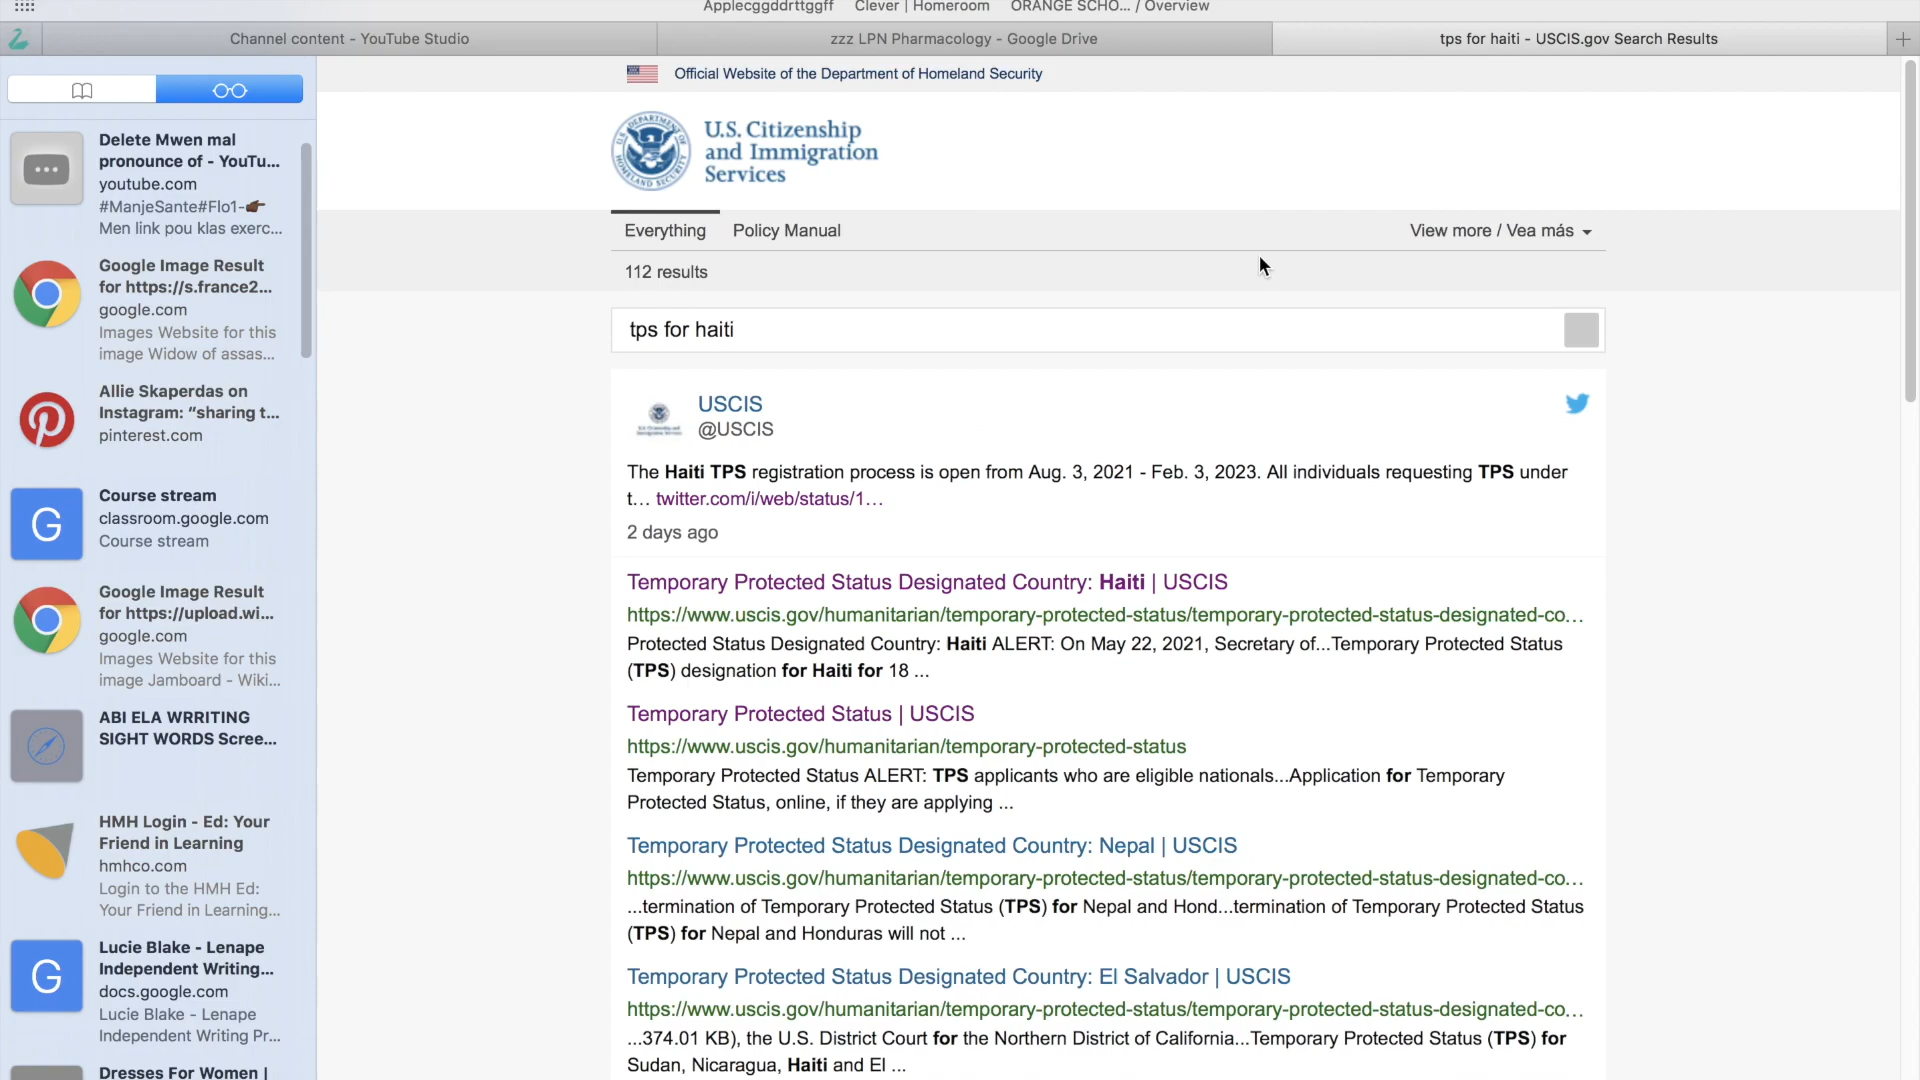 Applecggddrttggff Clever | Homeroom ORANGE SCHO... / Overview
Channel content - YouTube Studio
zzz LPN Pharmacology - Google Drive
tps for haiti - USCIS.gov Search Results
Delete Mwen mal
pronounce of - YouTu...
youtube.com
#ManjeSante#Flo1-👉🏿
Men link pou klas exerc...
Google Image Result
for https://s.france2...
google.com
Images Website for this
image Widow of assas...
Allie Skaperdas on
Instagram: “sharing t...
pinterest.com
G
Course stream
classroom.google.com
Course stream
Google Image Result
for https://upload.wi...
google.com
Images Website for this
image Jamboard - Wiki...
ABI ELA WRRITING
SIGHT WORDS Scree...
HMH Login - Ed: Your
Friend in Learning
hmhco.com
Login to the HMH Ed:
Your Friend in Learning...
G
Lucie Blake - Lenape
Independent Writing...
docs.google.com
Lucie Blake - Lenape
Independent Writing Pr...
Dresses For Women |
Official Website of the Department of Homeland Security
U.S. Citizenship
and Immigration
Services
Everything Policy Manual View more / Vea más
112 results
tps for haiti
USCIS
@USCIS
The Haiti TPS registration process is open from Aug. 3, 2021 - Feb. 3, 2023. All individuals requesting TPS under
t… twitter.com/i/web/status/1…
2 days ago
Temporary Protected Status Designated Country: Haiti | USCIS
https://www.uscis.gov/humanitarian/temporary-protected-status/temporary-protected-status-designated-co...
Protected Status Designated Country: Haiti ALERT: On May 22, 2021, Secretary of...Temporary Protected Status
(TPS) designation for Haiti for 18 ...
Temporary Protected Status | USCIS
https://www.uscis.gov/humanitarian/temporary-protected-status
Temporary Protected Status ALERT: TPS applicants who are eligible nationals...Application for Temporary
Protected Status, online, if they are applying ...
Temporary Protected Status Designated Country: Nepal | USCIS
https://www.uscis.gov/humanitarian/temporary-protected-status/temporary-protected-status-designated-co...
...termination of Temporary Protected Status (TPS) for Nepal and Hond...termination of Temporary Protected Status
(TPS) for Nepal and Honduras will not ...
Temporary Protected Status Designated Country: El Salvador | USCIS
https://www.uscis.gov/humanitarian/temporary-protected-status/temporary-protected-status-designated-co...
...374.01 KB), the U.S. District Court for the Northern District of California...Temporary Protected Status (TPS) for
Sudan, Nicaragua, Haiti and El ...